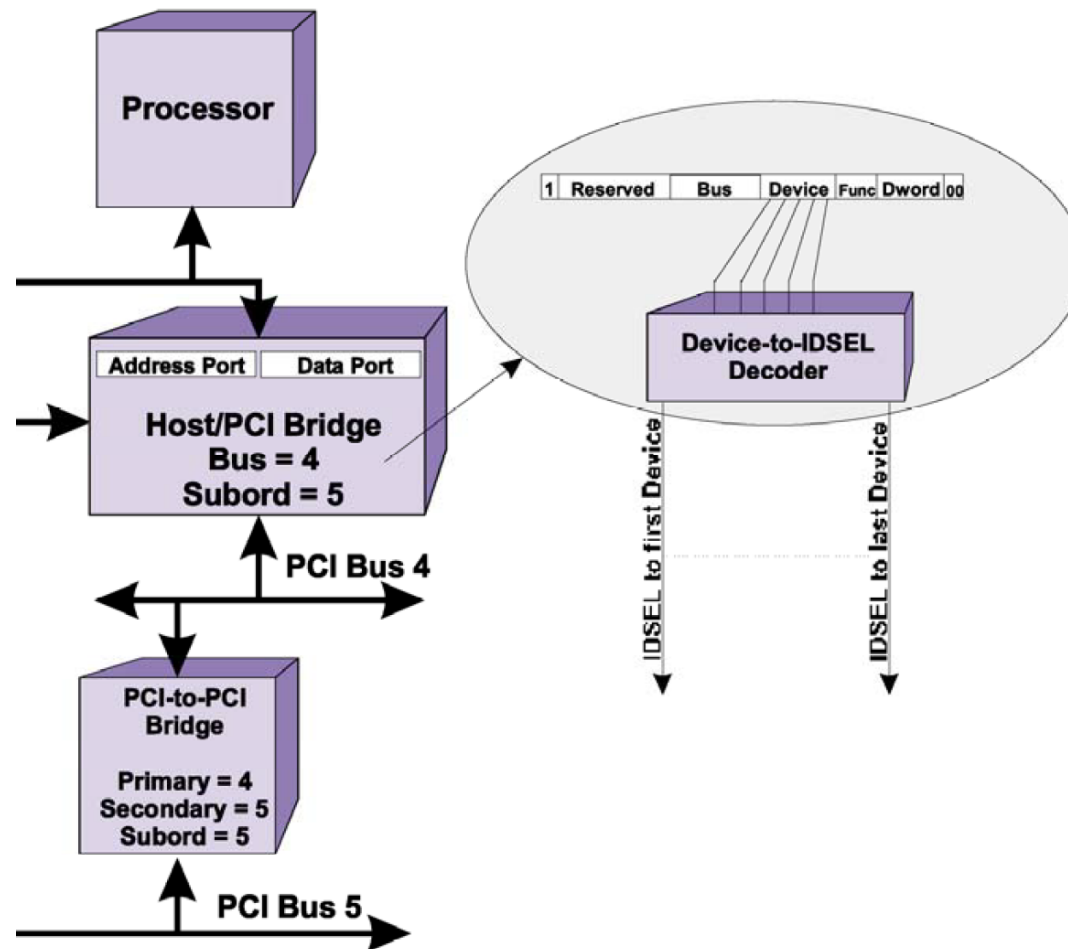 Processor
1 Reserved Bus Device Func Dword 00
Device-to-IDSEL
Decoder
Address Port Data Port
Host/PCI Bridge
Bus = 4
Subord = 5
IDSEL to first Device
IDSEL to last Device
PCI Bus 4
PCI-to-PCI
Bridge
Primary = 4
Secondary = 5
Subord = 5
PCI Bus 5